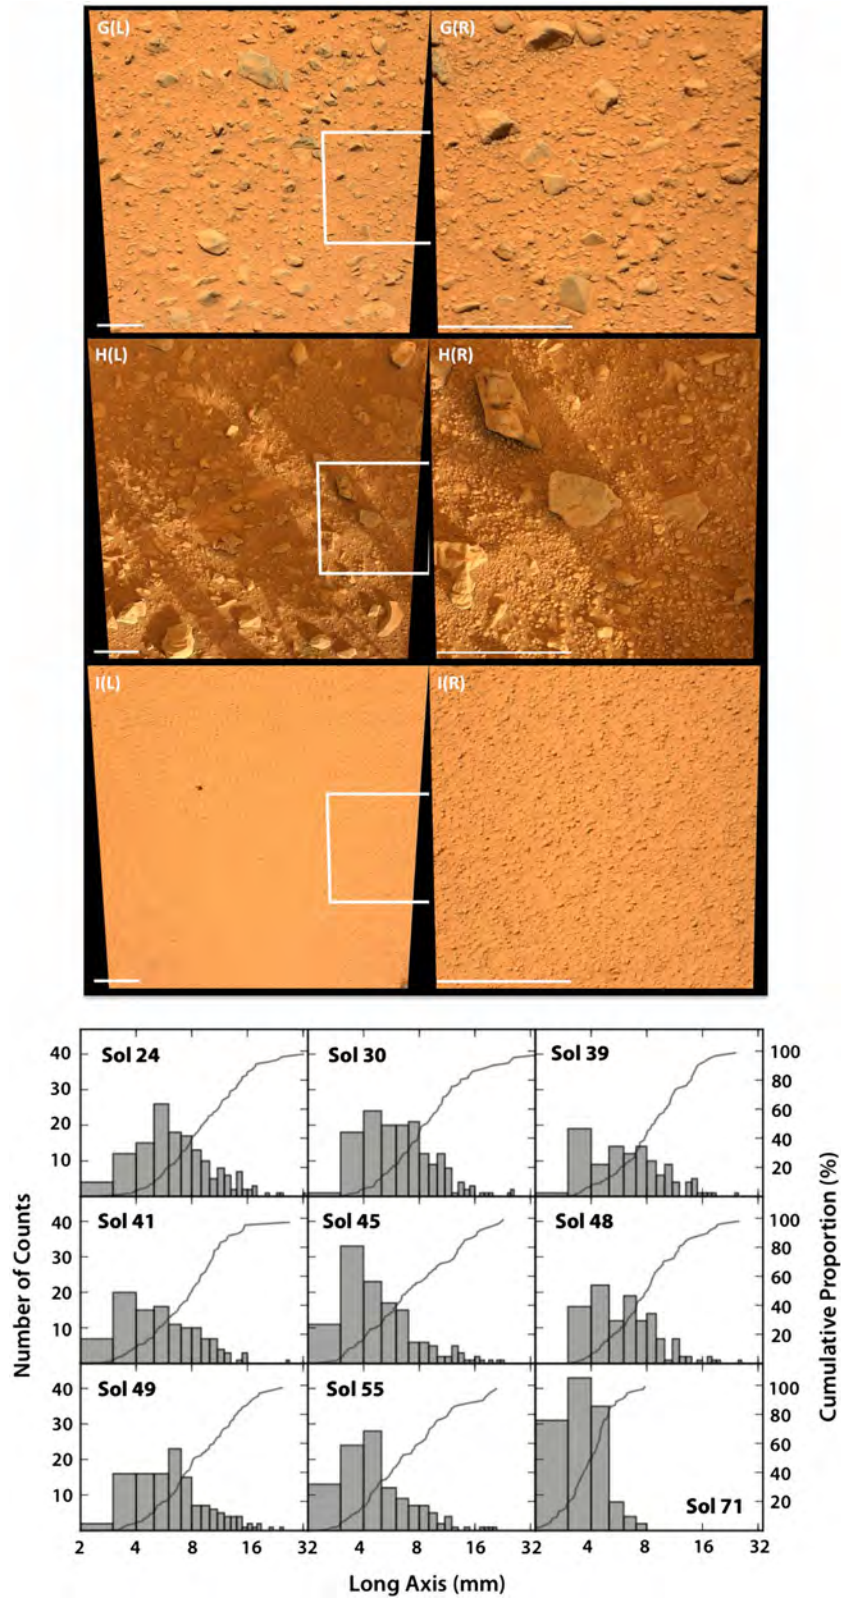 G(L) G(R)
H(L) H(R)
I(L) I(R)
Sol 24 Sol 30 Sol 39
40 100
30 80
20 60
10 40
20
Sol 41 Sol 45 Sol 48
40 100
30 80
20 60
10 40
20
Sol 49 Sol 55 Sol 71
40 100
30 80
20 60
10 40
20
2 4 8 16 32 4 8 16 32 4 8 16 32
Number of Counts
Cumulative Proportion (%)
Long Axis (mm)